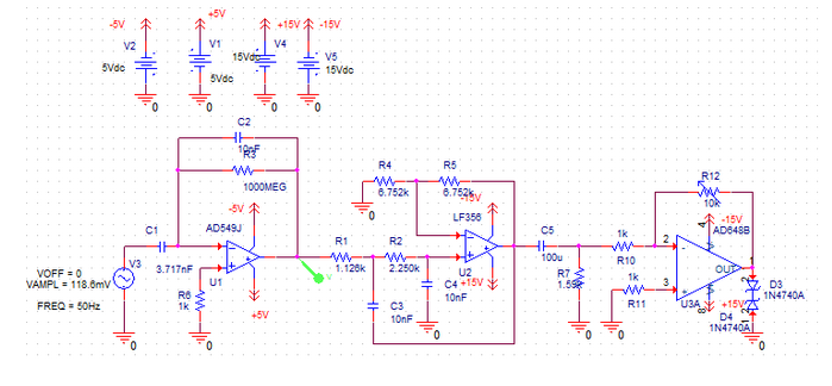 -5V
+5V
+15V
-15V
V2
V1
V4
V5
5Vdc
5Vdc
15Vdc
15Vdc
0
0
0
0
C2
10nF
R3
1000MEG
R4
R5
R12
6.752k
6.752k
-15V
10k
0
C1
AD549J
-5V
LF356
C5
1k
2
4
-15V
AD648B
R1
R2
V3
3.717nF
U1
1.126k
2.250k
U2
+15V
100u
R10
OUT
1
VOFF = 0
VAMPL = 118.6mV
FREQ = 50Hz
R6
1k
+5V
C3
10nF
C4
10nF
R7
1k
R11
3
U3A
8
+15V
D3
1N4740A
D4
1N4740A
0
0
0
0
0
0